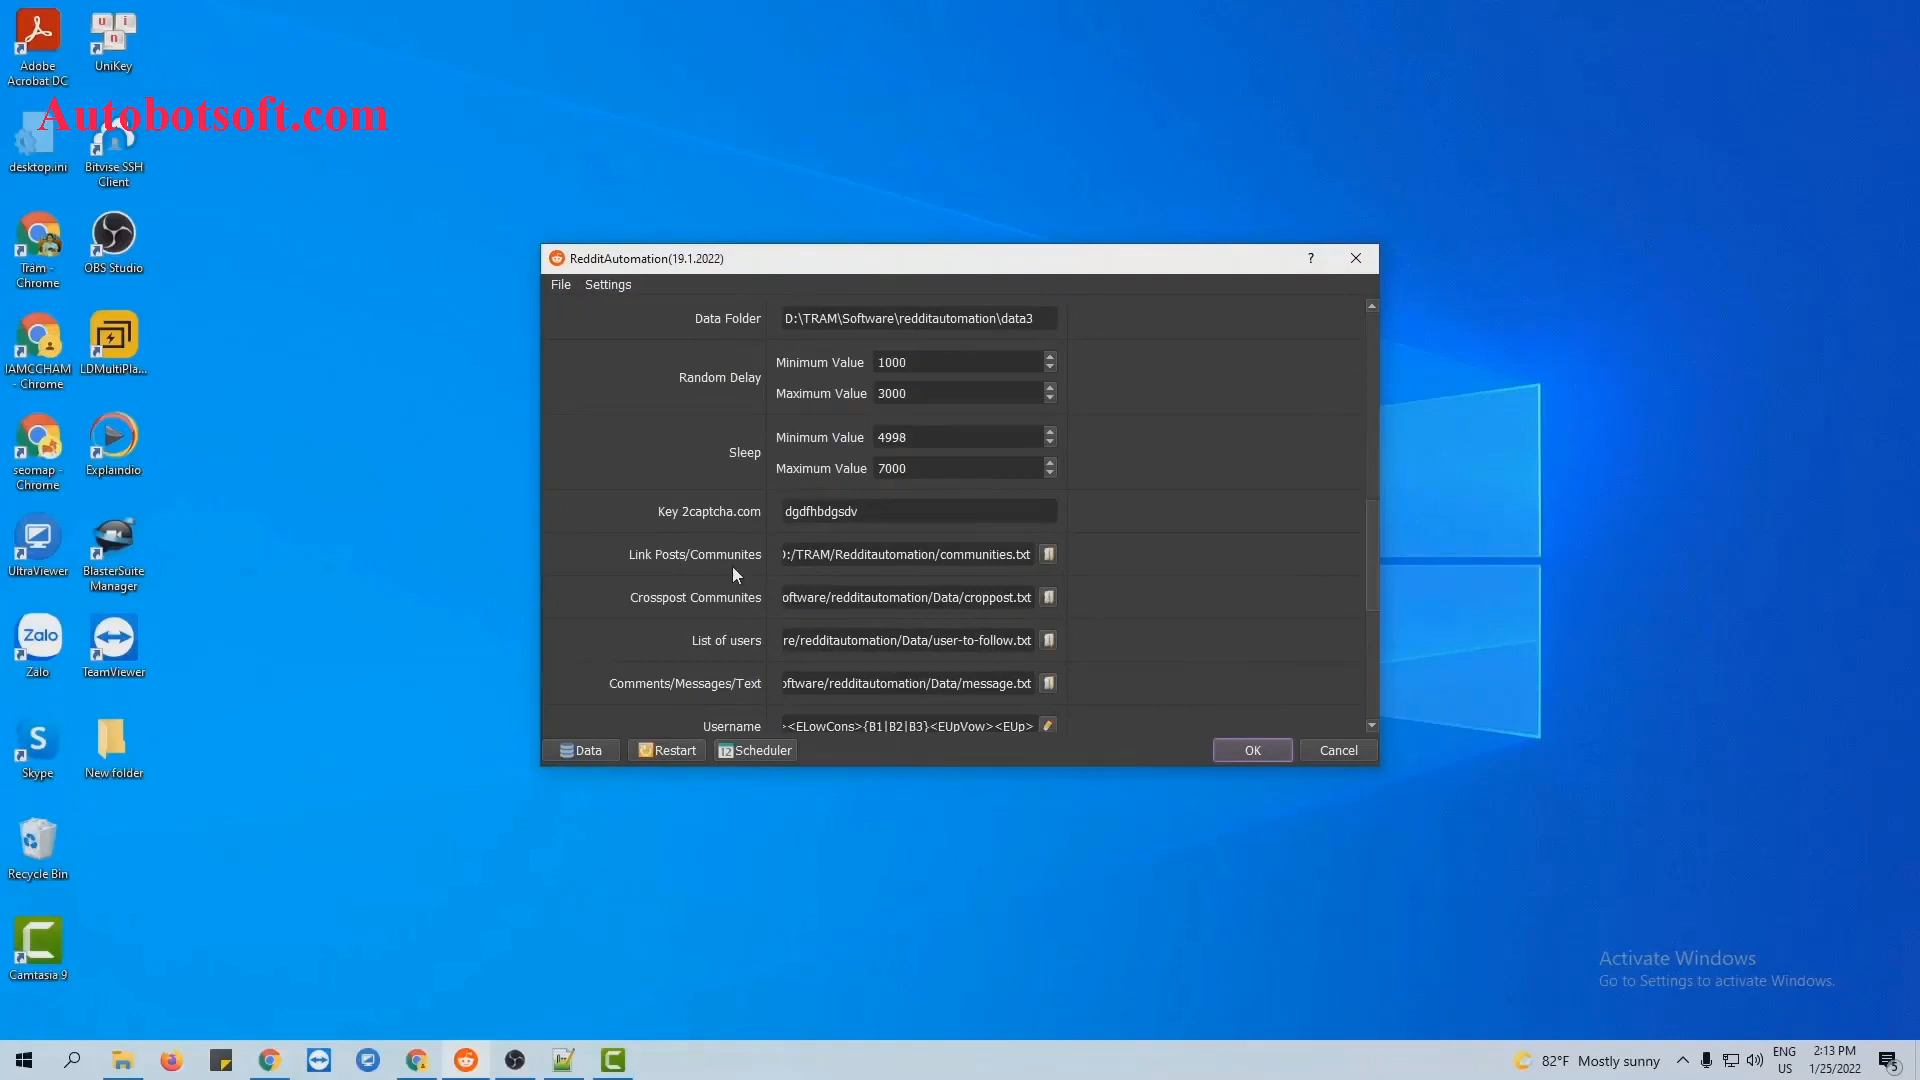 Adobe
Acrobat DC
UniKey
Autobotsoft.com
desktop.ini
Bitvise SSH
Client
Trâm -
Chrome
OBS Studio
IAMCCHAM
- Chrome
LDMultiPla...
seomap -
Chrome
Explaindio
UltraViewer
BlasterSuite
Manager
Zalo
Zalo
TeamViewer
Skype
New folder
Recycle Bin
Camtasia 9
RedditAutomation(19.1.2022)
?
File Settings
Data Folder D:\TRAM\Software\redditautomation\data3
Random Delay
Minimum Value 1000
Maximum Value 3000
Sleep
Minimum Value 4998
Maximum Value 7000
Key 2captcha.com dgdfhbdgsdv
Link Posts/Communites ):/TRAM/Redditautomation/communities.txt
Crosspost Communites oftware/redditautomation/Data/croppost.txt
List of users re/redditautomation/Data/user-to-follow.txt
Comments/Messages/Text oftware/redditautomation/Data/message.txt
Username ><ELowCons>{B1|B2|B3}<EUpVow><EUp>
Data Restart Scheduler OK Cancel
Activate Windows
Go to Settings to activate Windows.
82°F Mostly sunny
ENG
US
2:13 PM
1/25/2022
5